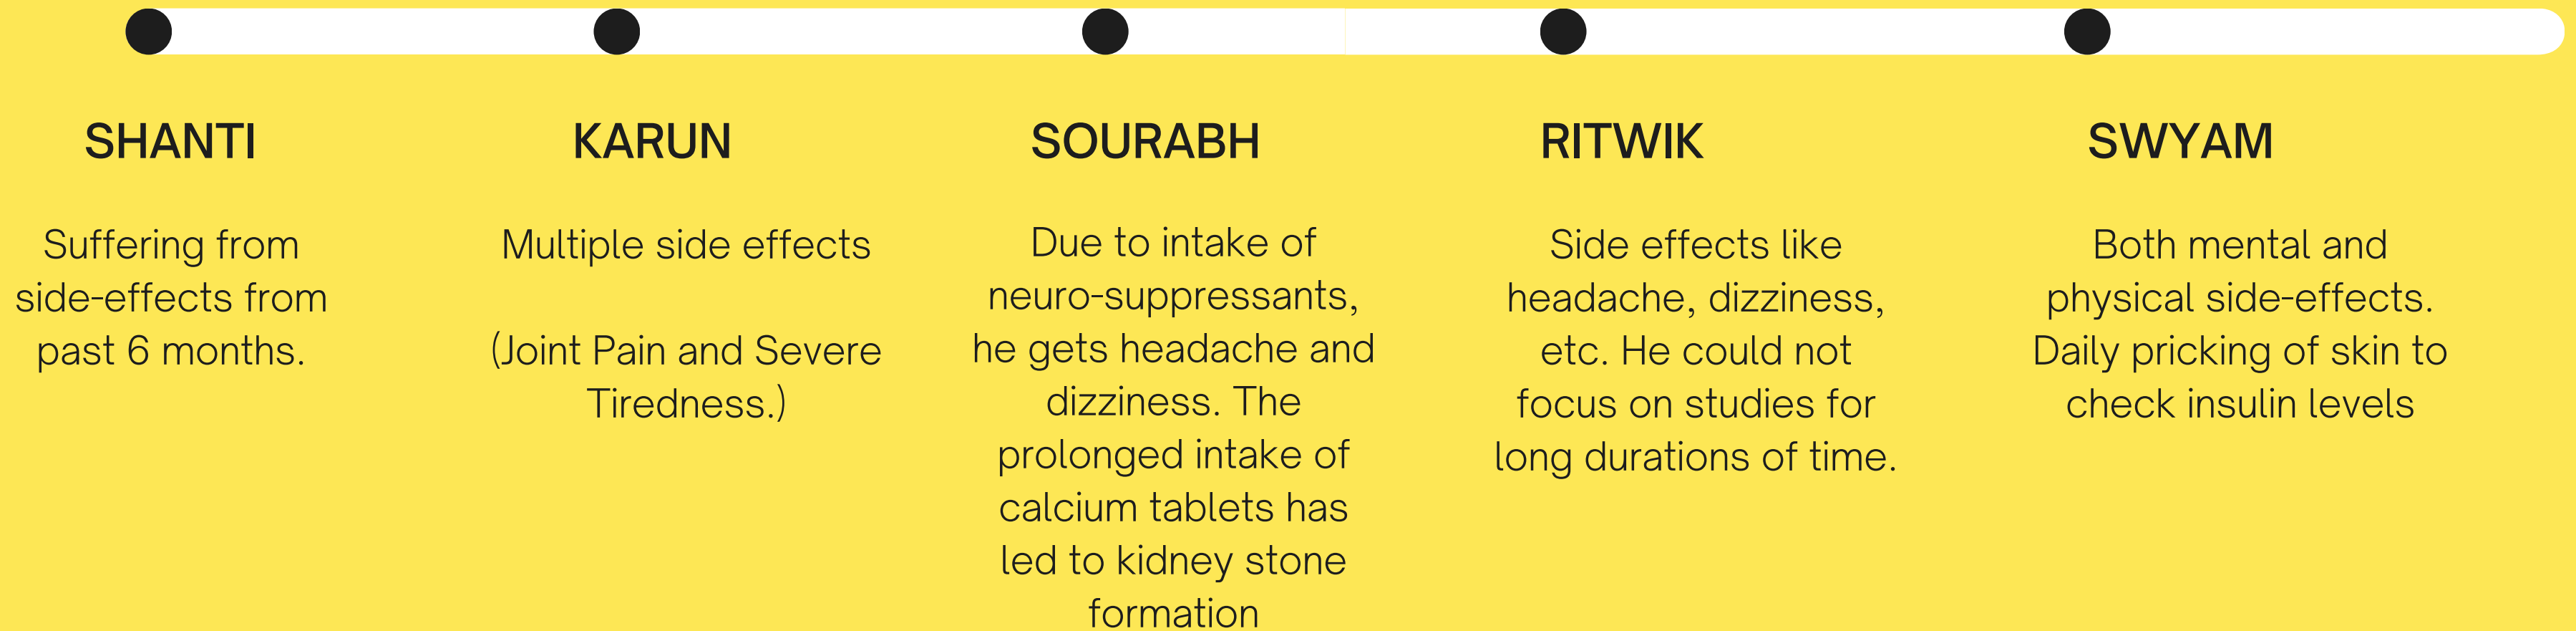 SHANTI
Suffering from
side-effects from
past 6 months.
KARUN
Multiple side effects
(Joint Pain and Severe
Tiredness.)
SOURABH
Due to intake of
neuro-suppressants,
he gets headache and
dizziness. The
prolonged intake of
calcium tablets has
led to kidney stone
formation
RITWIK
Side effects like
headache, dizziness,
etc. He could not
focus on studies for
long durations of time.
SWYAM
Both mental and
physical side-effects.
Daily pricking of skin to
check insulin levels